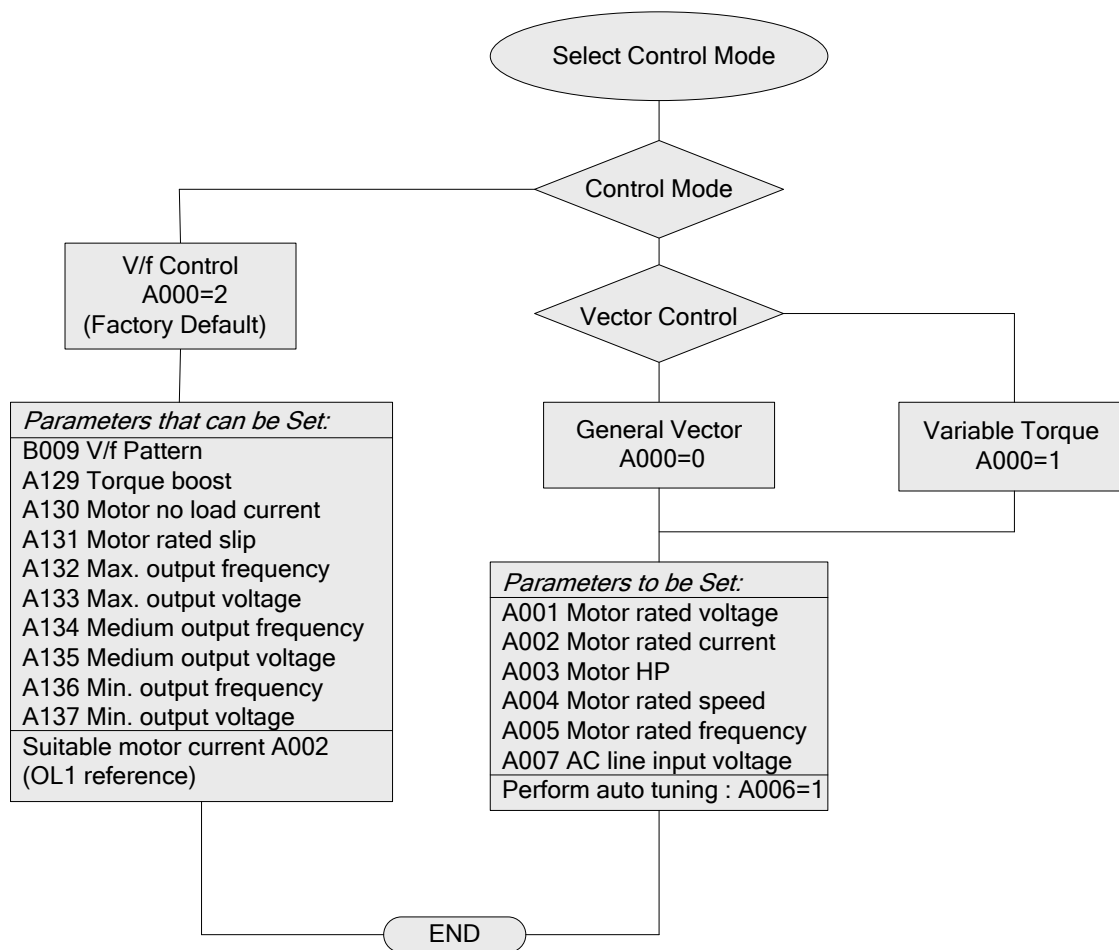 Select Control Mode
Control Mode
V/f Control
A000=2
(Factory Default)
Vector Control
General Vector
A000=0
Variable Torque
A000=1
Parameters that can be Set:
B009 V/f Pattern
A129 Torque boost
A130 Motor no load current
A131 Motor rated slip
A132 Max. output frequency
A133 Max. output voltage
A134 Medium output frequency
A135 Medium output voltage
A136 Min. output frequency
A137 Min. output voltage
Suitable motor current A002
(OL1 reference)
Parameters to be Set:
A001 Motor rated voltage
A002 Motor rated current
A003 Motor HP
A004 Motor rated speed
A005 Motor rated frequency
A007 AC line input voltage
Perform auto tuning : A006=1
END